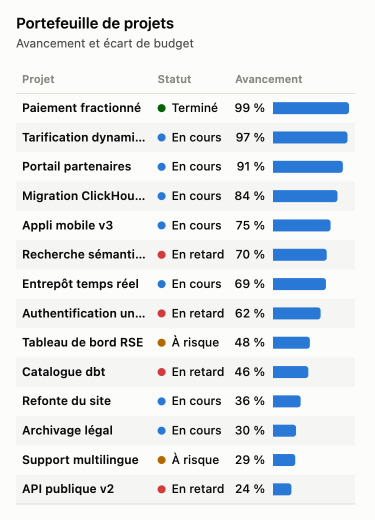 Portefeuille de projets
Avancement et écart de budget
Projet Statut Avancement
Paiement fractionné Terminé 99 %
Tarification dynami... En cours 97 %
Portail partenaires En cours 91 %
Migration ClickHou... En cours 84 %
Appli mobile v3 En cours 75 %
Recherche sémanti... En retard 70 %
Entrepôt temps réel En cours 69 %
Authentification un... En retard 62 %
Tableau de bord RSE À risque 48 %
Catalogue dbt En retard 46 %
Refonte du site En cours 36 %
Archivage légal En cours 30 %
Support multilingue À risque 29 %
API publique v2 En retard 24 %